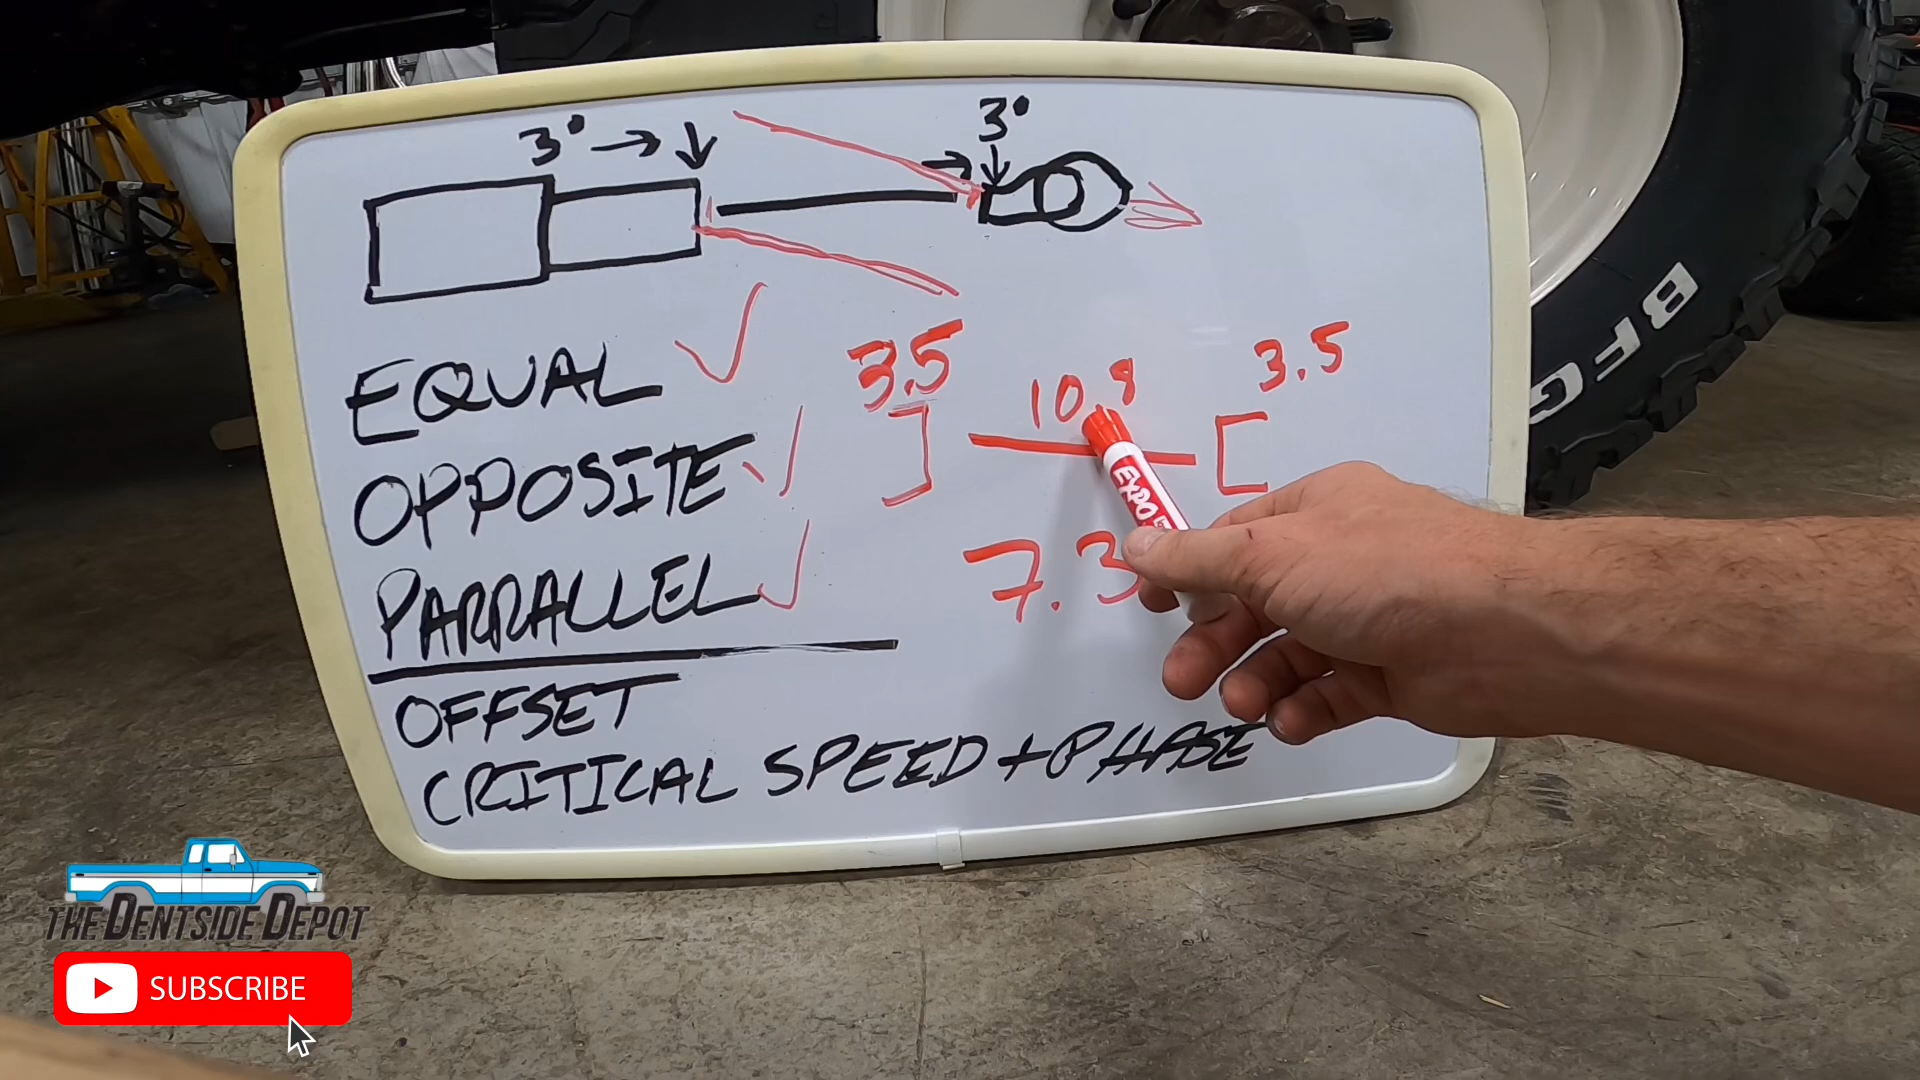 3° → ↓
3°
→ ↓
EQUAL ✓
OPPOSITE ✓
PARRALLEL ✓
3.5
10.8
3.5
7.3
OFFSET
CRITICAL SPEED + PHASE
EXPO
BFG
THE DENTSIDE DEPOT
SUBSCRIBE